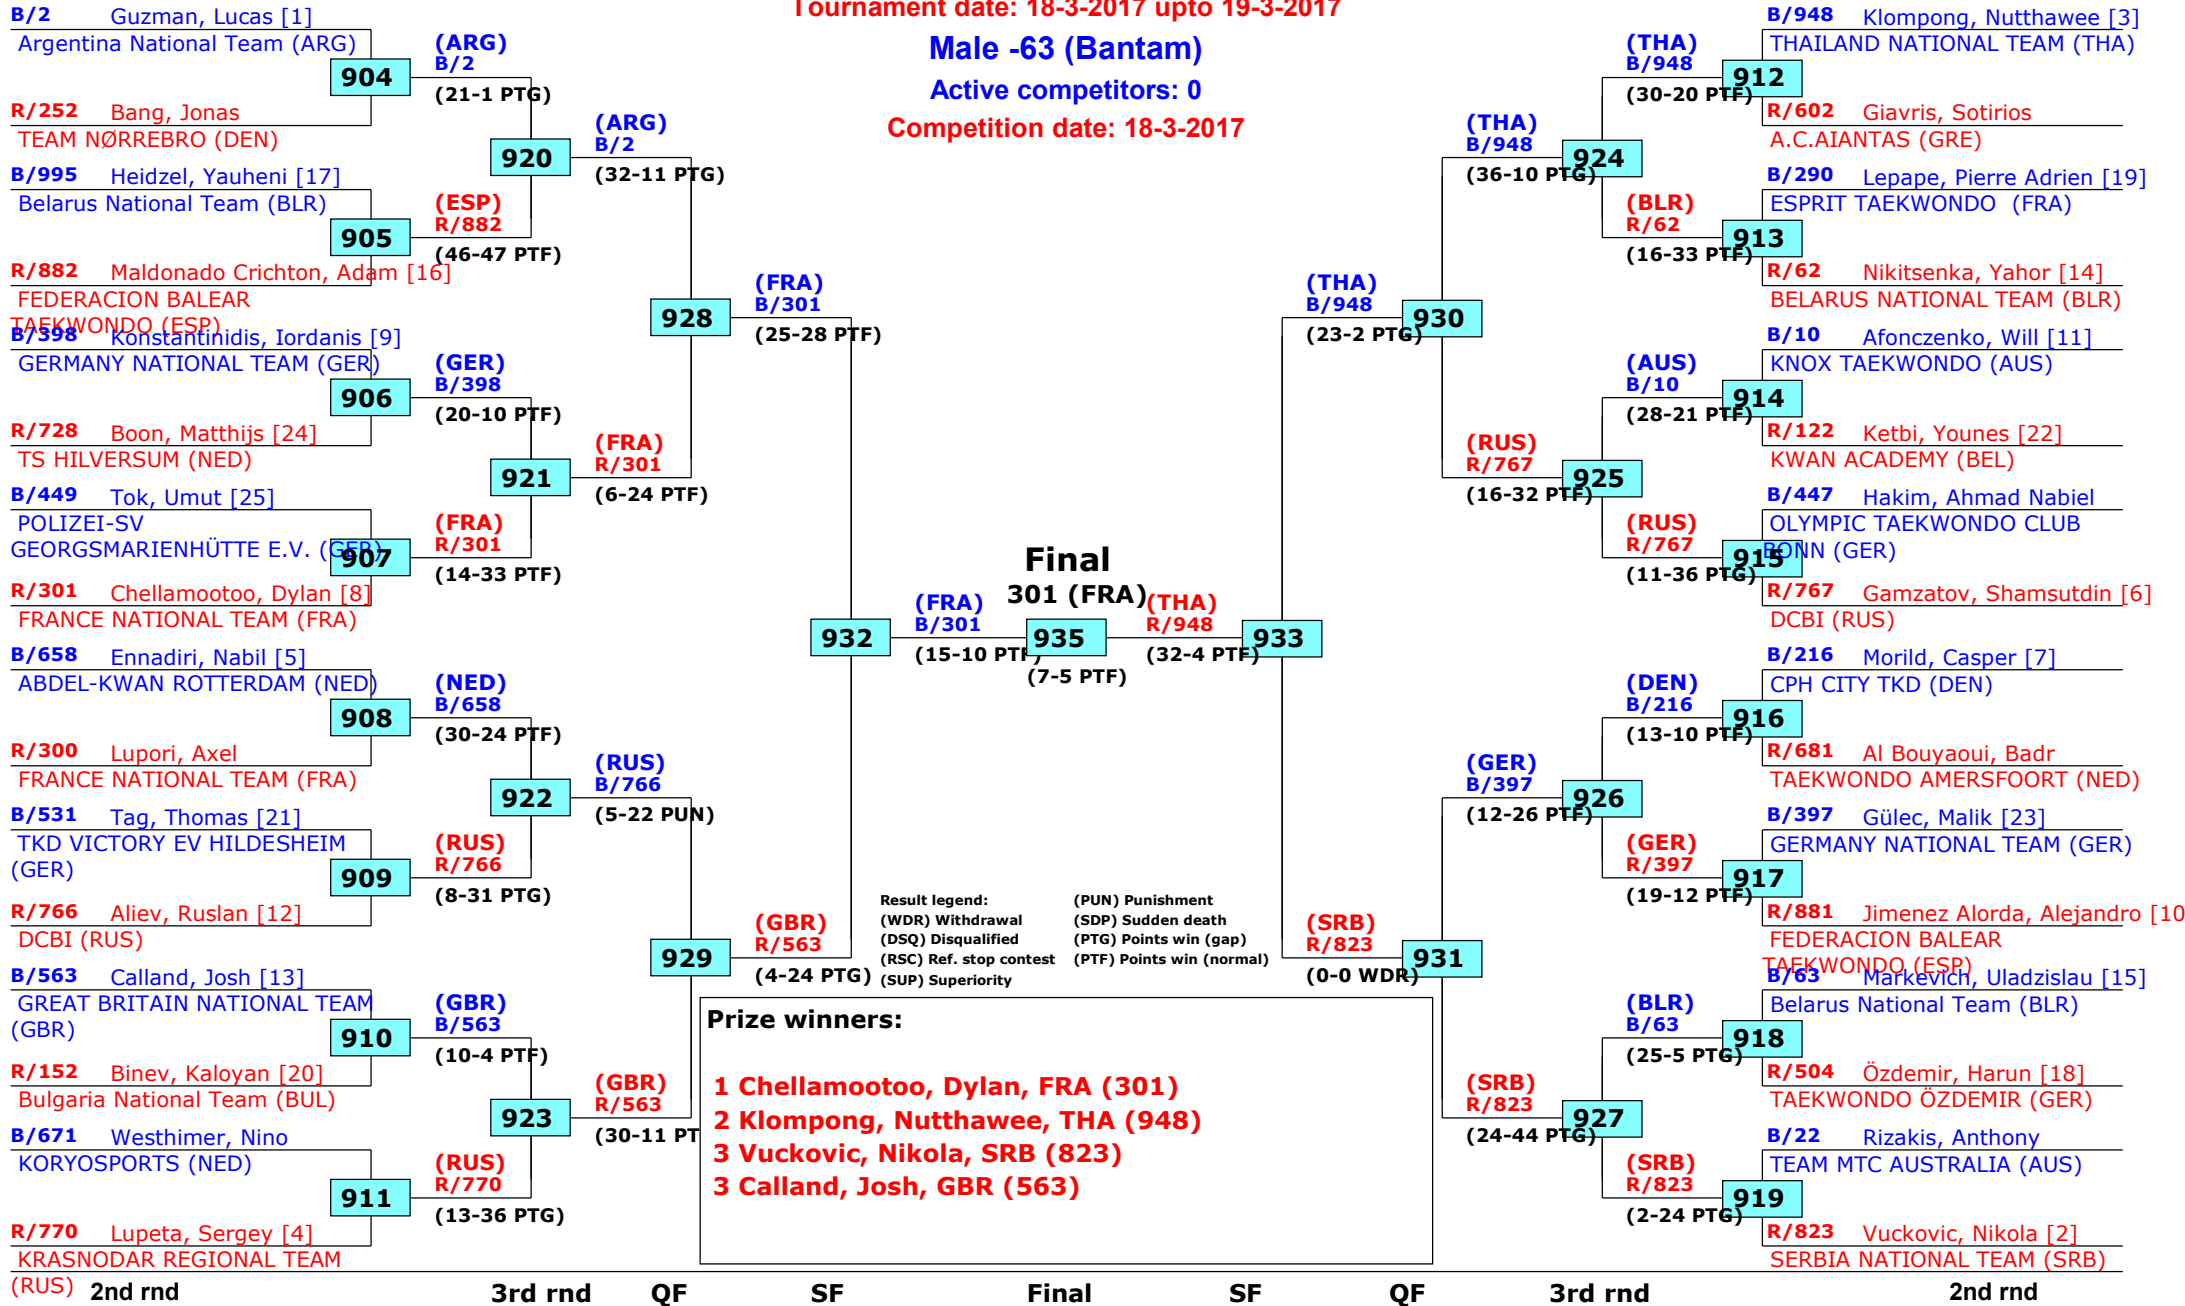 Tournament date: 18-3-2017 upto 19-3-2017
Male -63 (Bantam)
Active competitors: 0
Competition date: 18-3-2017
B/2 Guzman, Lucas [1]
Argentina National Team (ARG)
904
R/252 Bang, Jonas
TEAM NØRREBRO (DEN)
B/995 Heidzel, Yauheni [17]
Belarus National Team (BLR)
905
R/882 Maldonado Crichton, Adam [16]
FEDERACION BALEAR
TAEKWONDO (ESP)
B/398 Konstantinidis, Iordanis [9]
GERMANY NATIONAL TEAM (GER)
906
R/728 Boon, Matthijs [24]
TS HILVERSUM (NED)
B/449 Tok, Umut [25]
POLIZEI-SV
GEORGSMARIENHÜTTE E.V. (GER)
907
R/301 Chellamootoo, Dylan [8]
FRANCE NATIONAL TEAM (FRA)
B/658 Ennadiri, Nabil [5]
ABDEL-KWAN ROTTERDAM (NED)
908
R/300 Lupori, Axel
FRANCE NATIONAL TEAM (FRA)
B/531 Tag, Thomas [21]
TKD VICTORY EV HILDESHEIM
(GER)
909
R/766 Aliev, Ruslan [12]
DCBI (RUS)
B/563 Calland, Josh [13]
GREAT BRITAIN NATIONAL TEAM
(GBR)
910
R/152 Binev, Kaloyan [20]
Bulgaria National Team (BUL)
B/671 Westhimer, Nino
KORYOSPORTS (NED)
911
R/770 Lupeta, Sergey [4]
KRASNODAR REGIONAL TEAM
(RUS)
(ARG)
B/2
(21-1 PTG)
920
(ESP)
R/882
(46-47 PTF)
(GER)
B/398
(20-10 PTF)
921
(FRA)
R/301
(14-33 PTF)
(NED)
B/658
(30-24 PTF)
922
(RUS)
R/766
(8-31 PTG)
(GBR)
B/563
(10-4 PTF)
923
(RUS)
R/770
(13-36 PTG)
(ARG)
B/2
(32-11 PTG)
928
(FRA)
R/301
(6-24 PTF)
(RUS)
B/766
(5-22 PUN)
929
(GBR)
R/563
(30-11 PT
(FRA)
B/301
(25-28 PTF)
932
(GBR)
R/563
(4-24 PTG)
Final
301 (FRA)
(FRA)
B/301
(15-10 PTF)
935
(7-5 PTF)
(THA)
R/948
(32-4 PTF)
933
(THA)
B/948
(23-2 PTG)
930
(SRB)
R/823
(0-0 WDR)
931
(THA)
B/948
(36-10 PTG)
924
(RUS)
R/767
(16-32 PTF)
925
(GER)
B/397
(12-26 PTF)
926
(SRB)
R/823
(24-44 PTG)
927
(THA)
B/948
(30-20 PTF)
(BLR)
R/62
(16-33 PTF)
(AUS)
B/10
(28-21 PTF)
(RUS)
R/767
(11-36 PTG)
(DEN)
B/216
(13-10 PTF)
(GER)
R/397
(19-12 PTF)
(BLR)
B/63
(25-5 PTG)
(SRB)
R/823
(2-24 PTG)
B/948 Klompong, Nutthawee [3]
THAILAND NATIONAL TEAM (THA)
912
R/602 Giavris, Sotirios
A.C.AIANTAS (GRE)
B/290 Lepape, Pierre Adrien [19]
ESPRIT TAEKWONDO (FRA)
913
R/62 Nikitsenka, Yahor [14]
BELARUS NATIONAL TEAM (BLR)
B/10 Afonczenko, Will [11]
KNOX TAEKWONDO (AUS)
914
R/122 Ketbi, Younes [22]
KWAN ACADEMY (BEL)
B/447 Hakim, Ahmad Nabiel
OLYMPIC TAEKWONDO CLUB
BONN (GER)
915
R/767 Gamzatov, Shamsutdin [6]
DCBI (RUS)
B/216 Morild, Casper [7]
CPH CITY TKD (DEN)
916
R/681 Al Bouyaoui, Badr
TAEKWONDO AMERSFOORT (NED)
B/397 Gülec, Malik [23]
GERMANY NATIONAL TEAM (GER)
917
R/881 Jimenez Alorda, Alejandro [10
FEDERACION BALEAR
TAEKWONDO (ESP)
B/63 Markevich, Uladzislau [15]
Belarus National Team (BLR)
918
R/504 Özdemir, Harun [18]
TAEKWONDO ÖZDEMIR (GER)
B/22 Rizakis, Anthony
TEAM MTC AUSTRALIA (AUS)
919
R/823 Vuckovic, Nikola [2]
SERBIA NATIONAL TEAM (SRB)
Result legend:
(WDR) Withdrawal
(DSQ) Disqualified
(RSC) Ref. stop contest
(SUP) Superiority
(PUN) Punishment
(SDP) Sudden death
(PTG) Points win (gap)
(PTF) Points win (normal)
Prize winners:
1 Chellamootoo, Dylan, FRA (301)
2 Klompong, Nutthawee, THA (948)
3 Vuckovic, Nikola, SRB (823)
3 Calland, Josh, GBR (563)
2nd rnd 3rd rnd QF SF Final SF QF 3rd rnd 2nd rnd